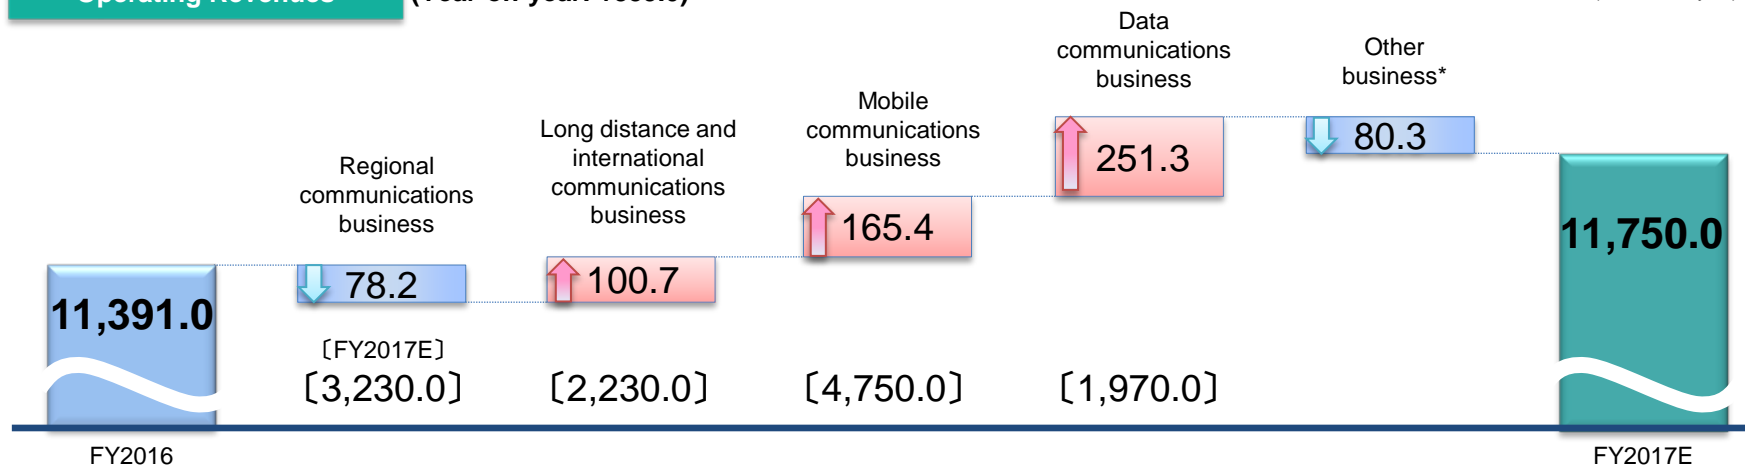 Operating Revenues
Data
communications
business
Other
business*
Mobile
communications
business
Long distance and
international
communications
business
Regional
communications
business
80.3
251.3
165.4
11,750.0
100.7
78.2
11,391.0
〔FY2017E〕
〔3,230.0〕
〔2,230.0〕
〔4,750.0〕
〔1,970.0〕
FY2016
FY2017E